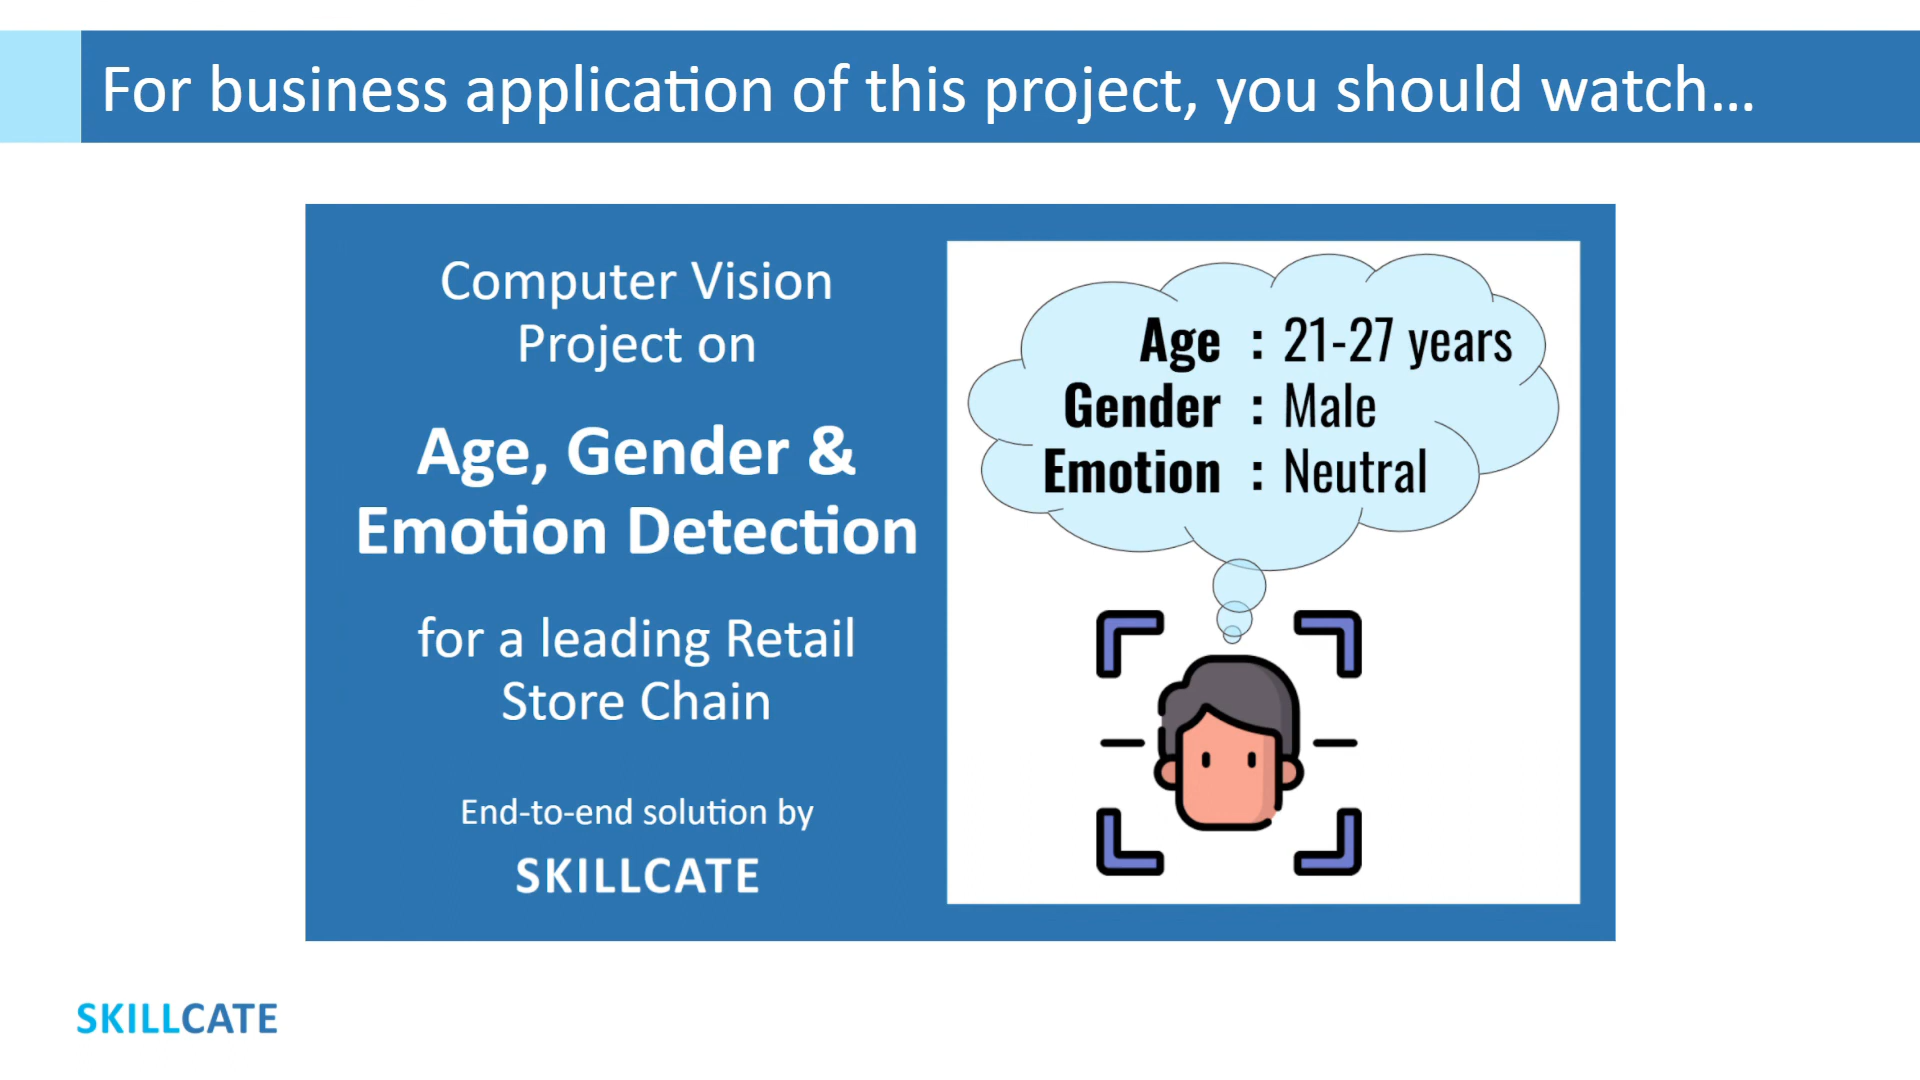 For business application of this project, you should watch...
Computer Vision
Project on
Age, Gender &
Emotion Detection
for a leading Retail
Store Chain
End-to-end solution by
SKILLCATE
Age : 21-27 years
Gender : Male
Emotion : Neutral
SKILLCATE